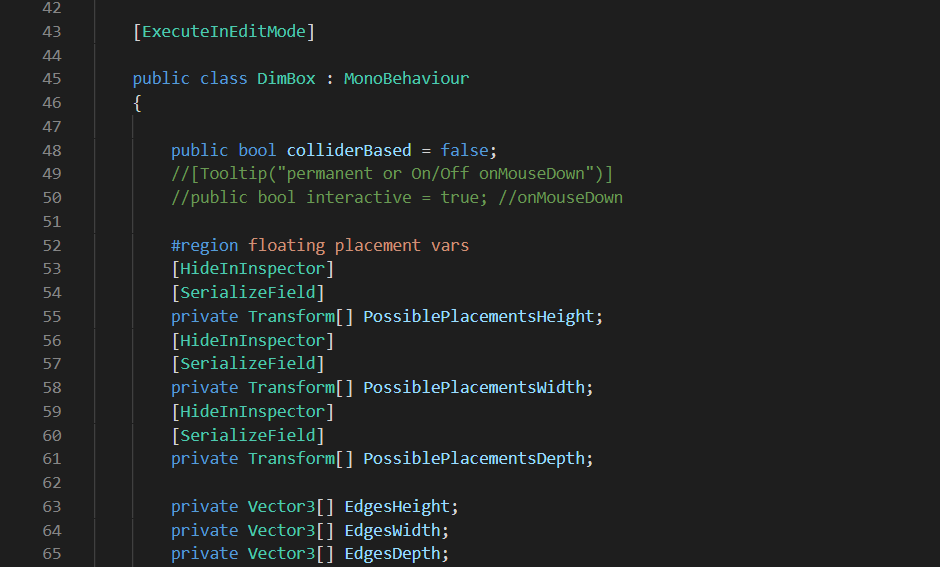 42
43 [ExecuteInEditMode]
44
45 public class DimBox : MonoBehaviour
46 {
47
48 public bool colliderBased = false;
49 //[Tooltip("permanent or On/Off onMouseDown")]
50 //public bool interactive = true; //onMouseDown
51
52 #region floating placement vars
53 [HideInInspector]
54 [SerializeField]
55 private Transform[] PossiblePlacementsHeight;
56 [HideInInspector]
57 [SerializeField]
58 private Transform[] PossiblePlacementsWidth;
59 [HideInInspector]
60 [SerializeField]
61 private Transform[] PossiblePlacementsDepth;
62
63 private Vector3[] EdgesHeight;
64 private Vector3[] EdgesWidth;
65 private Vector3[] EdgesDepth;